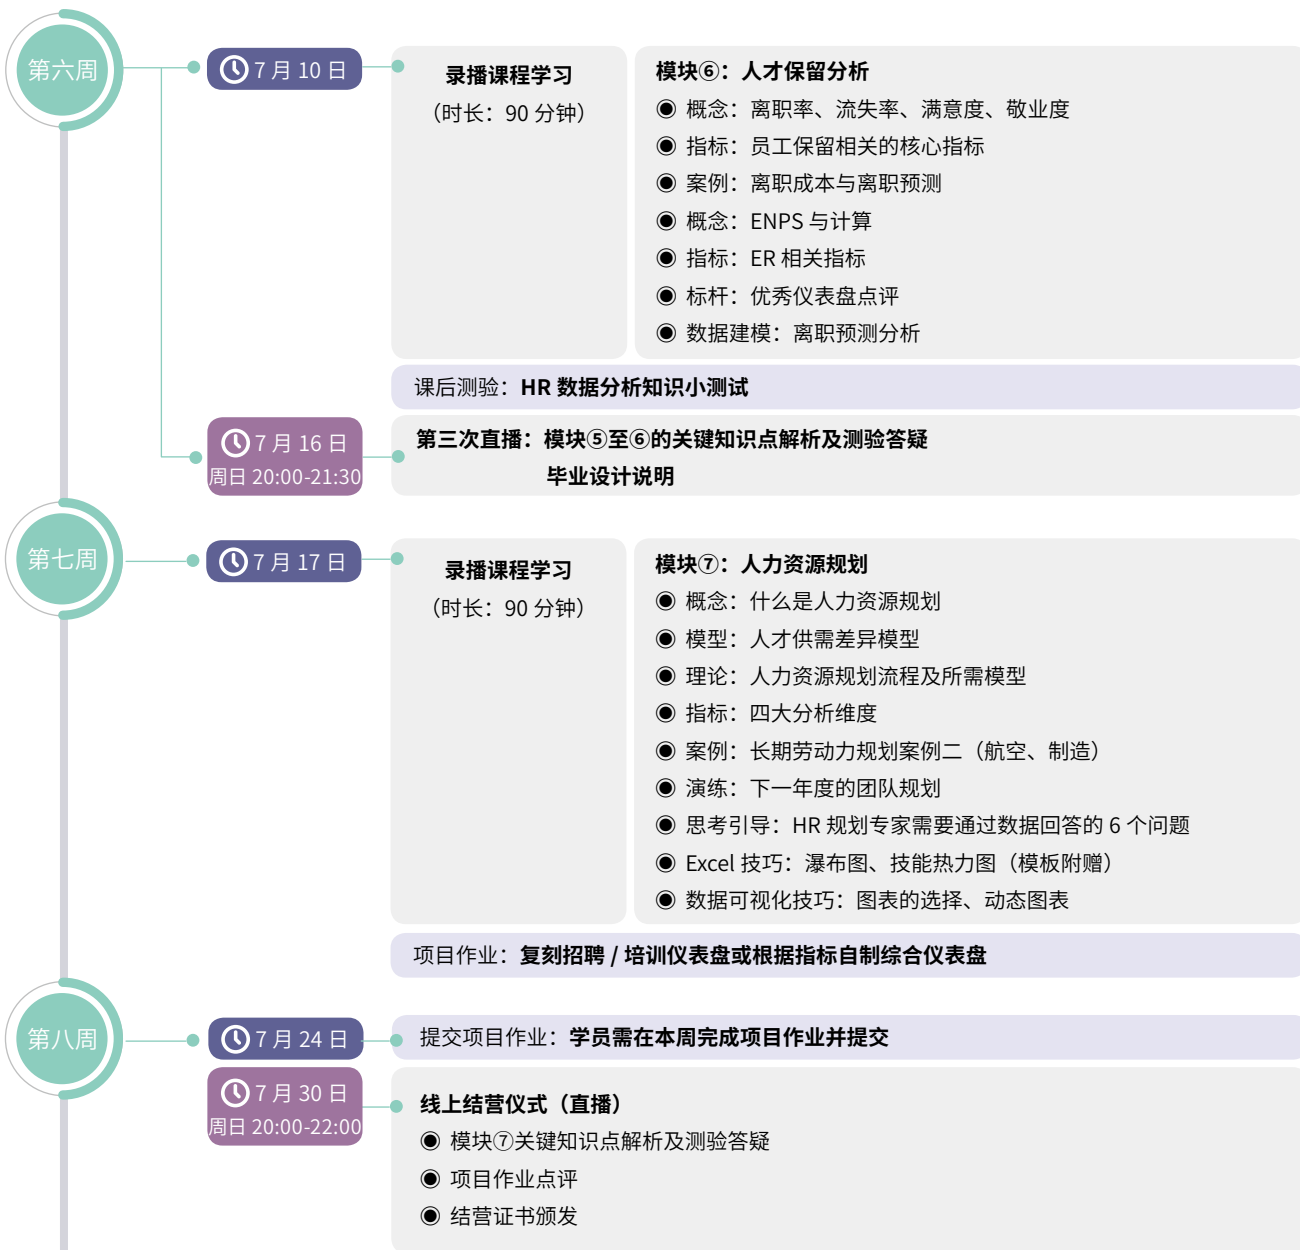 第六周
7 月 10 日
录播课程学习
（时长：90 分钟）
模块⑥：人才保留分析
◉ 概念：离职率、流失率、满意度、敬业度
◉ 指标：员工保留相关的核心指标
◉ 案例：离职成本与离职预测
◉ 概念：ENPS 与计算
◉ 指标：ER 相关指标
◉ 标杆：优秀仪表盘点评
◉ 数据建模：离职预测分析
课后测验：HR 数据分析知识小测试
7 月 16 日
周日 20:00-21:30
第三次直播：模块⑤至⑥的关键知识点解析及测验答疑
毕业设计说明
第七周
7 月 17 日
录播课程学习
（时长：90 分钟）
模块⑦：人力资源规划
◉ 概念：什么是人力资源规划
◉ 模型：人才供需差异模型
◉ 理论：人力资源规划流程及所需模型
◉ 指标：四大分析维度
◉ 案例：长期劳动力规划案例二（航空、制造）
◉ 演练：下一年度的团队规划
◉ 思考引导：HR 规划专家需要通过数据回答的 6 个问题
◉ Excel 技巧：瀑布图、技能热力图（模板附赠）
◉ 数据可视化技巧：图表的选择、动态图表
项目作业：复刻招聘 / 培训仪表盘或根据指标自制综合仪表盘
第八周
7 月 24 日
提交项目作业：学员需在本周完成项目作业并提交
7 月 30 日
周日 20:00-22:00
线上结营仪式（直播）
◉ 模块⑦关键知识点解析及测验答疑
◉ 项目作业点评
◉ 结营证书颁发